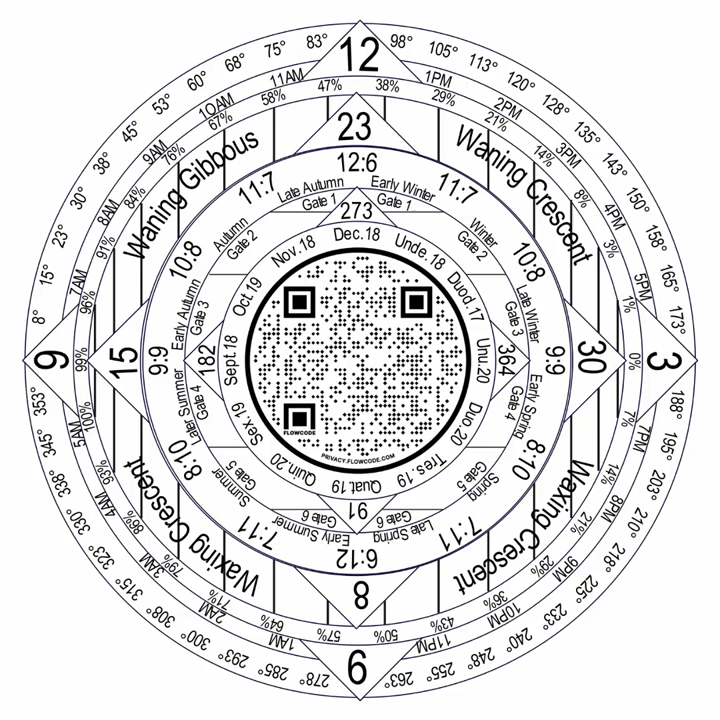 12
98° 105° 113° 120° 128° 135° 143° 150° 158° 165° 173°
3
188° 195° 203° 210° 218° 225° 233° 240° 248° 255° 263°
6
278° 285° 293° 300° 308° 315° 323° 330° 338° 345° 353°
9
8° 15° 23° 30° 38° 45° 53° 60° 68° 75° 83°
1PM 2PM 3PM 4PM 5PM
7PM 8PM 9PM 10PM 11PM
1AM 2AM 3AM 4AM 5AM
7AM 8AM 9AM 10AM 11AM
38% 29% 21% 14% 8% 3% 1% 0%
7% 14% 21% 29% 36% 43% 50%
57% 64% 71% 79% 86% 93% 100% 99%
96% 91% 84% 76% 67% 58% 47%
23
Waning Crescent
30
Waxing Crescent
8
Waxing Crescent
15
Waning Gibbous
12:6 11:7 10:8 9:9 8:10 7:11 6:12 7:11 8:10 9:9 10:8 11:7
Early Winter
Gate 1
Winter
Gate 2
Late Winter
Gate 3
Early Spring
Gate 4
Spring
Gate 5
Late Spring
Gate 6
Early Summer
Gate 6
Summer
Gate 5
Late Summer
Gate 4
Early Autumn
Gate 3
Autumn
Gate 2
Late Autumn
Gate 1
273
364
91
182
Dec.18 Unde.18 Duod.17 Unu.20 Duo.20 Tres.19 Quat.19 Quin.20 Sex.19 Sept.18 Oct.19 Nov.18
FLOWCODE
PRIVACY.FLOWCODE.COM